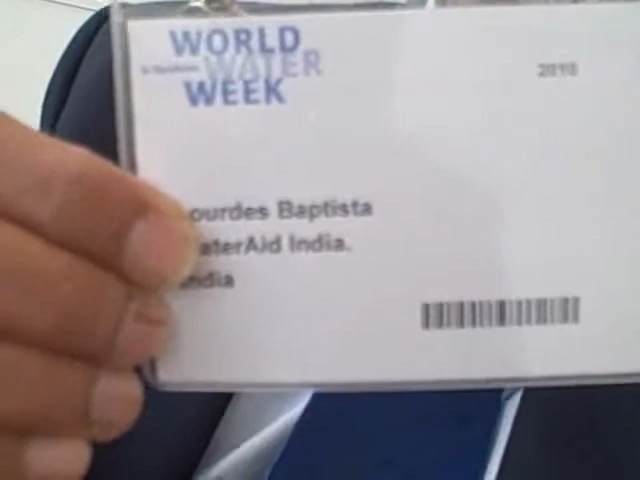 WORLD
WATER
WEEK
2010
ourdes Baptista
aterAid India.
ndia